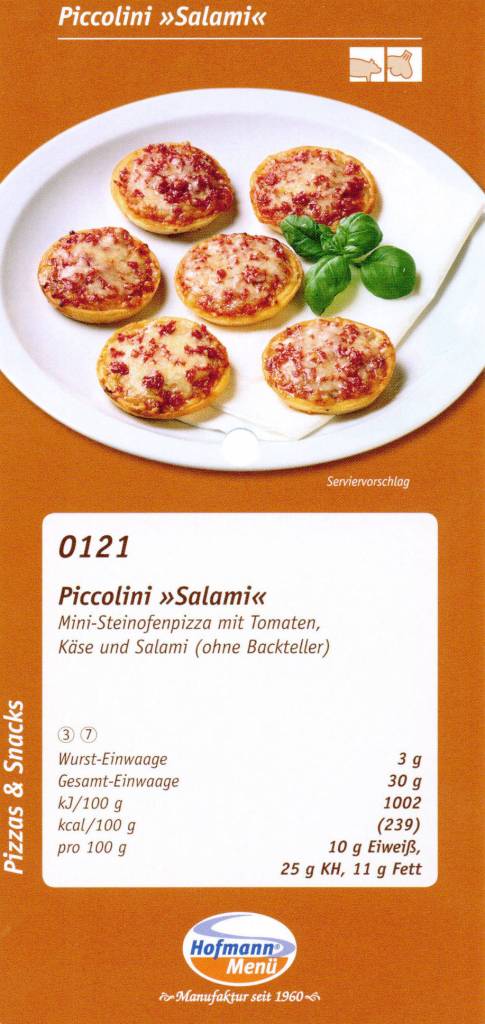 Piccolini »Salami«
Serviervorschlag
0121
Piccolini »Salami«
Mini-Steinofenpizza mit Tomaten,
Käse und Salami (ohne Backteller)
③ ⑦
Wurst-Einwaage 3 g
Gesamt-Einwaage 30 g
kJ/100 g 1002
kcal/100 g (239)
pro 100 g 10 g Eiweiß,
25 g KH, 11 g Fett
Pizzas & Snacks
Hofmann®
Menü
Manufaktur seit 1960